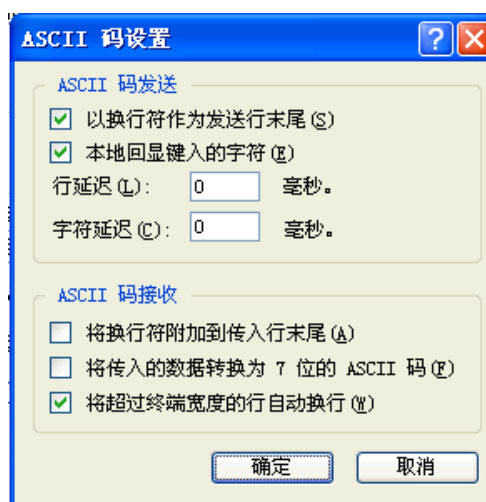 ASCII 码设置
ASCII 码发送
以换行符作为发送行末尾(S)
本地回显键入的字符(E)
行延迟(L): 0 毫秒。
字符延迟(C): 0 毫秒。
ASCII 码接收
将换行符附加到传入行末尾(A)
将传入的数据转换为 7 位的 ASCII 码(F)
将超过终端宽度的行自动换行(W)
确定 取消